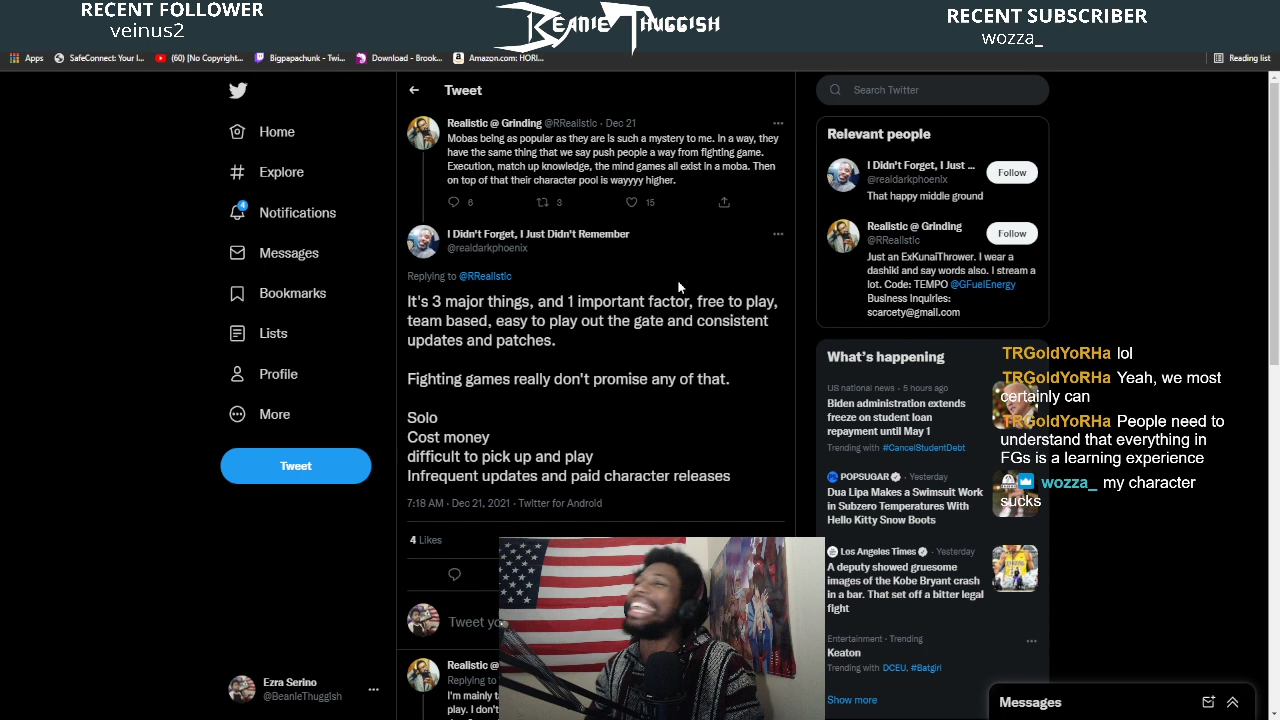 RECENT FOLLOWER
veinus2
BEANIE THUGGISH
RECENT SUBSCRIBER
wozza_
Apps
SafeConnect: Your I...
(60) [No Copyright...
Bigpapachunk - Twi...
Download - Brook...
Amazon.com: HORI...
Reading list
Home
Explore
4
Notifications
Messages
Bookmarks
Lists
Profile
More
Tweet
Ezra Serino
@BeanieThuggish
Tweet
Realistic @ Grinding @RRealistic · Dec 21
Mobas being as popular as they are is such a mystery to me. In a way, they
have the same thing that we say push people a way from fighting game.
Execution, match up knowledge, the mind games all exist in a moba. Then
on top of that their character pool is wayyyy higher.
6
3
15
I Didn't Forget, I Just Didn't Remember
@realdarkphoenix
Replying to @RRealistic
It's 3 major things, and 1 important factor, free to play,
team based, easy to play out the gate and consistent
updates and patches.
Fighting games really don't promise any of that.
Solo
Cost money
difficult to pick up and play
Infrequent updates and paid character releases
7:18 AM · Dec 21, 2021 · Twitter for Android
4 Likes
Tweet yo
Realistic @
Replying to
I'm mainly t
play. I don't
Search Twitter
Relevant people
I Didn't Forget, I Just ...
@realdarkphoenix
Follow
That happy middle ground
Realistic @ Grinding
@RRealistic
Follow
Just an ExKunaiThrower. I wear a
dashiki and say words also. I stream a
lot. Code: TEMPO @GFuelEnergy
Business Inquiries:
scarcety@gmail.com
What's happening
US national news · 5 hours ago
Biden administration extends
freeze on student loan
repayment until May 1
Trending with #CancelStudentDebt
POPSUGAR · Yesterday
Dua Lipa Makes a Swimsuit Work
in Subzero Temperatures With
Hello Kitty Snow Boots
Los Angeles Times · Yesterday
A deputy showed gruesome
images of the Kobe Bryant crash
in a bar. That set off a bitter legal
fight
Entertainment · Trending
Keaton
Trending with DCEU, #Batgirl
Show more
Messages
TRGoldYoRHa lol
TRGoldYoRHa Yeah, we most
certainly can
TRGoldYoRHa People need to
understand that everything in
FGs is a learning experience
wozza_ my character
sucks